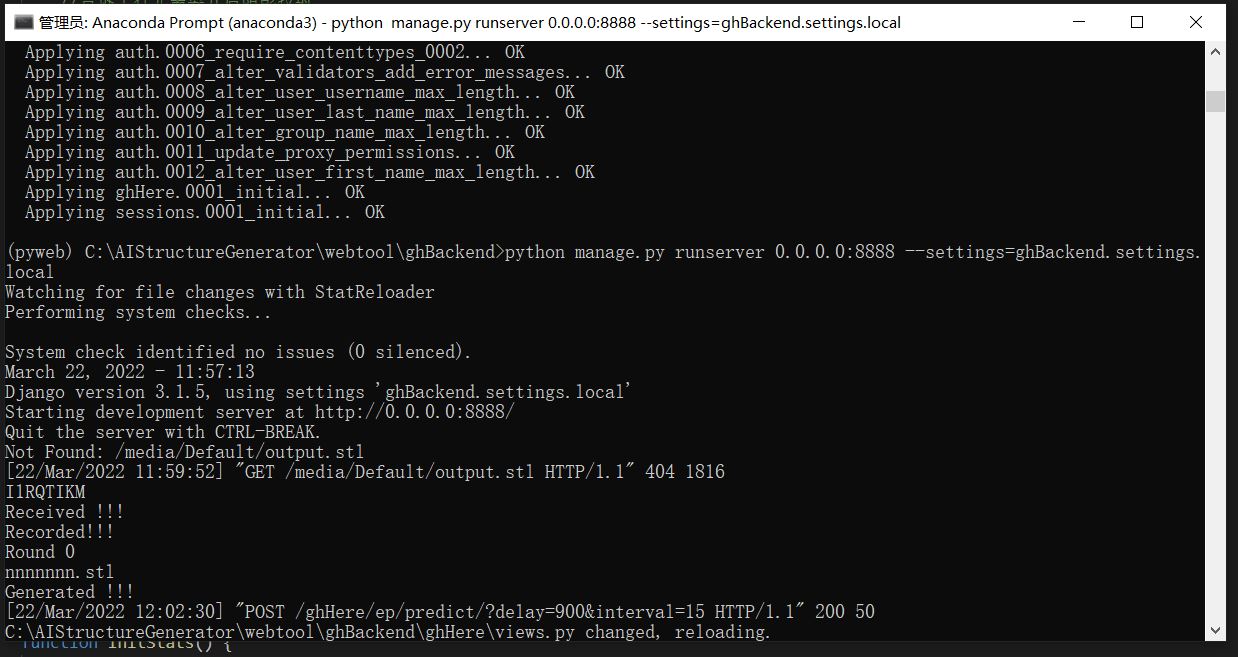 管理员: Anaconda Prompt (anaconda3) - python  manage.py runserver 0.0.0.0:8888 --settings=ghBackend.settings.local
  Applying auth.0006_require_contenttypes_0002... OK
  Applying auth.0007_alter_validators_add_error_messages... OK
  Applying auth.0008_alter_user_username_max_length... OK
  Applying auth.0009_alter_user_last_name_max_length... OK
  Applying auth.0010_alter_group_name_max_length... OK
  Applying auth.0011_update_proxy_permissions... OK
  Applying auth.0012_alter_user_first_name_max_length... OK
  Applying ghHere.0001_initial... OK
  Applying sessions.0001_initial... OK
(pyweb) C:\AIStructureGenerator\webtool\ghBackend>python manage.py runserver 0.0.0.0:8888 --settings=ghBackend.settings.
local
Watching for file changes with StatReloader
Performing system checks...
System check identified no issues (0 silenced).
March 22, 2022 - 11:57:13
Django version 3.1.5, using settings 'ghBackend.settings.local'
Starting development server at http://0.0.0.0:8888/
Quit the server with CTRL-BREAK.
Not Found: /media/Default/output.stl
[22/Mar/2022 11:59:52] "GET /media/Default/output.stl HTTP/1.1" 404 1816
I1RQTIKM
Received !!!
Recorded!!!
Round 0
nnnnnnn.stl
Generated !!!
[22/Mar/2022 12:02:30] "POST /ghHere/ep/predict/?delay=900&interval=15 HTTP/1.1" 200 50
C:\AIStructureGenerator\webtool\ghBackend\ghHere\views.py changed, reloading.
function initStats() {